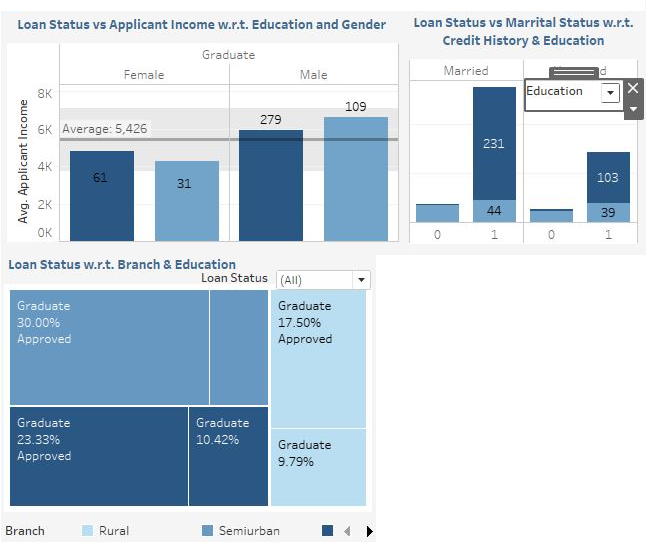 Loan Status vs Applicant Income w.r.t. Education and Gender
Graduate
Female
Male
Avg. Applicant Income
8K
6K
4K
2K
0K
Average: 5,426
61
31
279
109
Loan Status vs Marrital Status w.r.t.
Credit History & Education
Married
d
Education
231
44
103
39
0
1
0
1
Loan Status w.r.t. Branch & Education
Loan Status
(All)
Graduate
30.00%
Approved
Graduate
17.50%
Approved
Graduate
23.33%
Approved
Graduate
10.42%
Graduate
9.79%
Branch
Rural
Semiurban